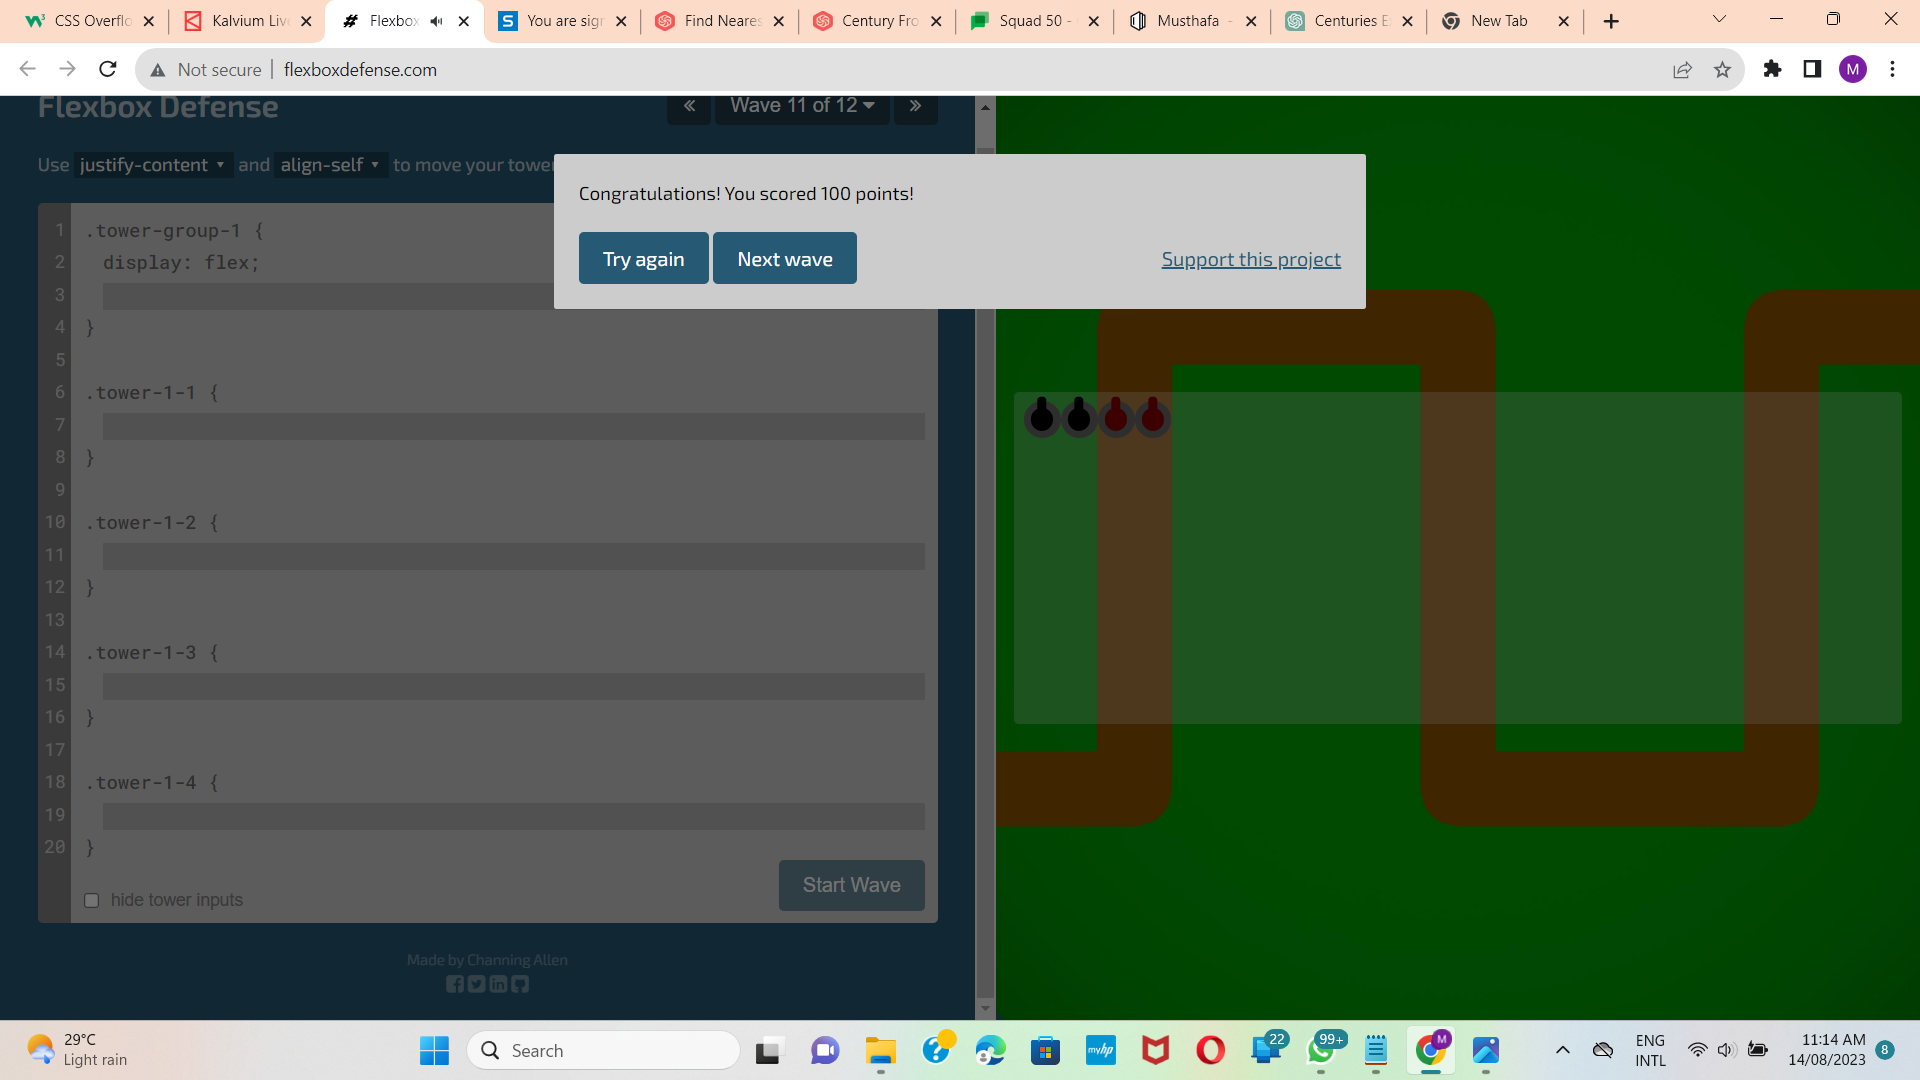 CSS Overflo
Kalvium Live
Flexbox
You are sign
Find Neares
Century Fro
Squad 50 -
Musthafa -
Centuries E
New Tab
Not secure
flexboxdefense.com
M
Flexbox Defense
« Wave 11 of 12 »
Use justify-content and align-self to move your tower
Congratulations! You scored 100 points!
Try again
Next wave
Support this project
1 .tower-group-1 {
2 display: flex;
3
4 }
5
6 .tower-1-1 {
7
8 }
9
10 .tower-1-2 {
11
12 }
13
14 .tower-1-3 {
15
16 }
17
18 .tower-1-4 {
19
20 }
hide tower inputs
Start Wave
Made by Channing Allen
29°C
Light rain
Search
myhp
22
99+
M
ENG
INTL
11:14 AM
14/08/2023
8